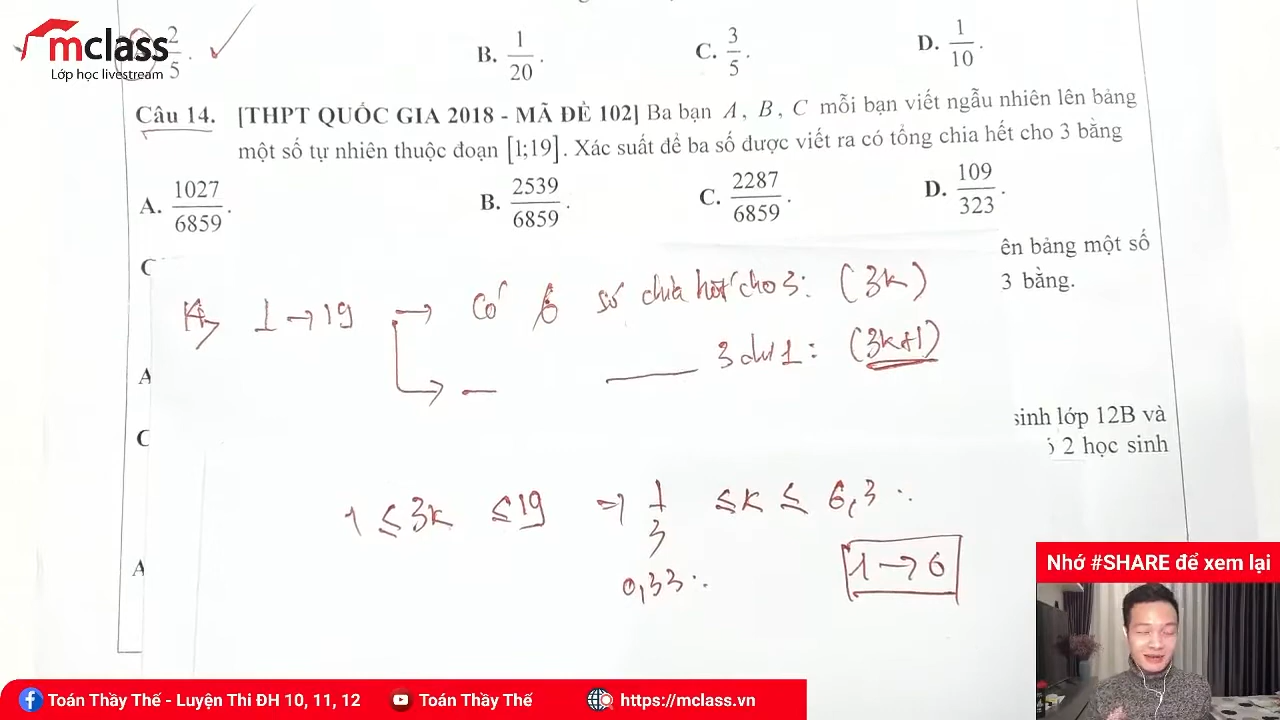 mclass
Lớp học livestream
2/5.
B. 1/20.
C. 3/5.
D. 1/10.
Câu 14. [THPT QUỐC GIA 2018 - MÃ ĐỀ 102] Ba bạn A, B, C mỗi bạn viết ngẫu nhiên lên bảng
một số tự nhiên thuộc đoạn [1;19]. Xác suất để ba số được viết ra có tổng chia hết cho 3 bằng
A. 1027/6859.
B. 2539/6859.
C. 2287/6859.
D. 109/323.
C
ên bảng một số
3 bằng.
1 → 19 → Có 6 số chia hết cho 3: (3k)
3 dư 1: (3k+1)
A
C
sinh lớp 12B và
2 học sinh
1 ≤ 3k ≤ 19 => 1/3 ≤ k ≤ 6,3..
0,33..
1 → 6
A
Nhớ #SHARE để xem lại
Toán Thầy Thế - Luyện Thi ĐH 10, 11, 12
Toán Thầy Thế
https://mclass.vn